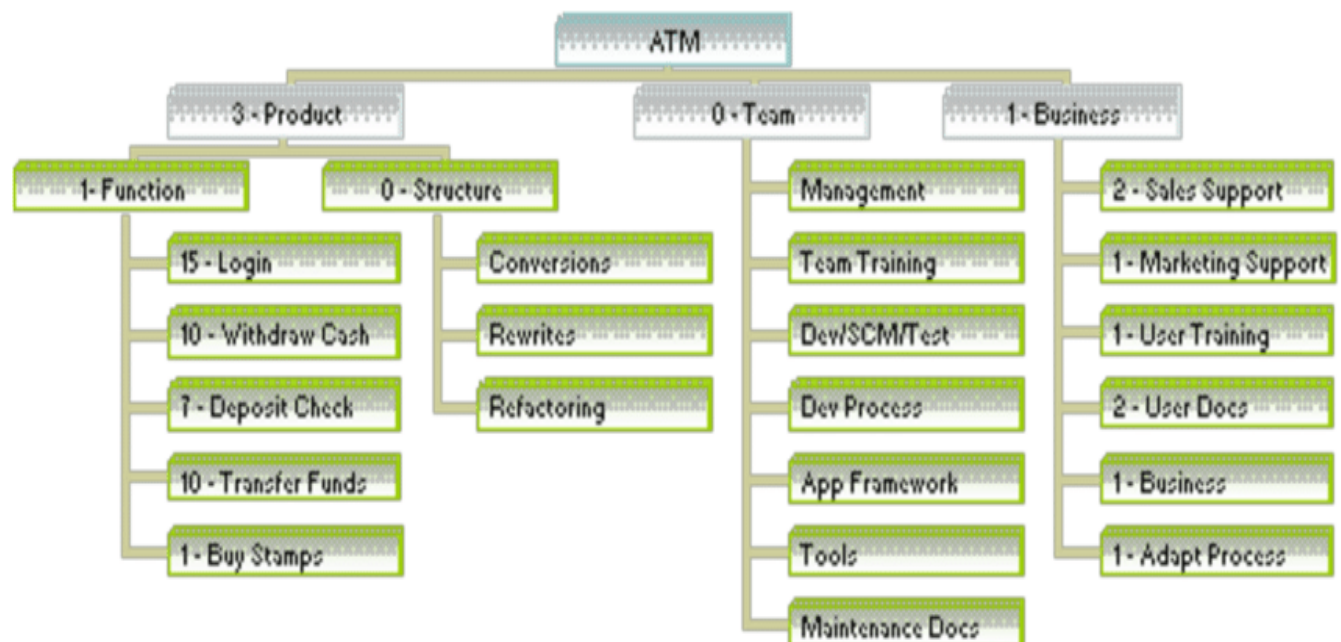 ATM
3 - Product
0 - Team
1 - Business
1 - Function
0 - Structure
15 - Login
10 - Withdraw Cash
7 - Deposit Check
10 - Transfer Funds
1 - Buy Stamps
Conversions
Rewrites
Refactoring
Management
Team Training
Dev/SCM/Test
Dev Process
App Framework
Tools
Maintenance Docs
2 - Sales Support
1 - Marketing Support
1 - User Training
2 - User Docs
1 - Business
1 - Adapt Process